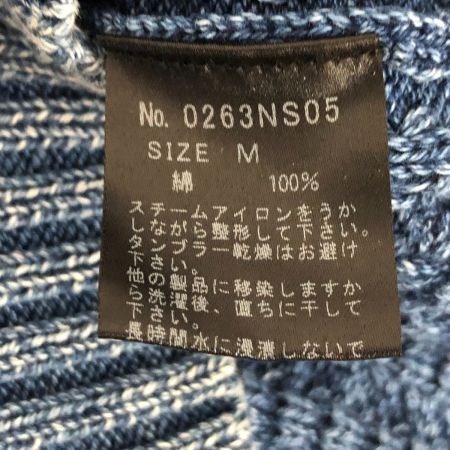 No. 0263NS05
SIZE M
綿 100%
スチームアイロンをうか
しながら整形して下さい。
タンブラー乾燥はお避け
下さい。
他の製品に移染しますか
ら洗濯後、直ちに干して
下さい。
長時間水に浸漬しないで